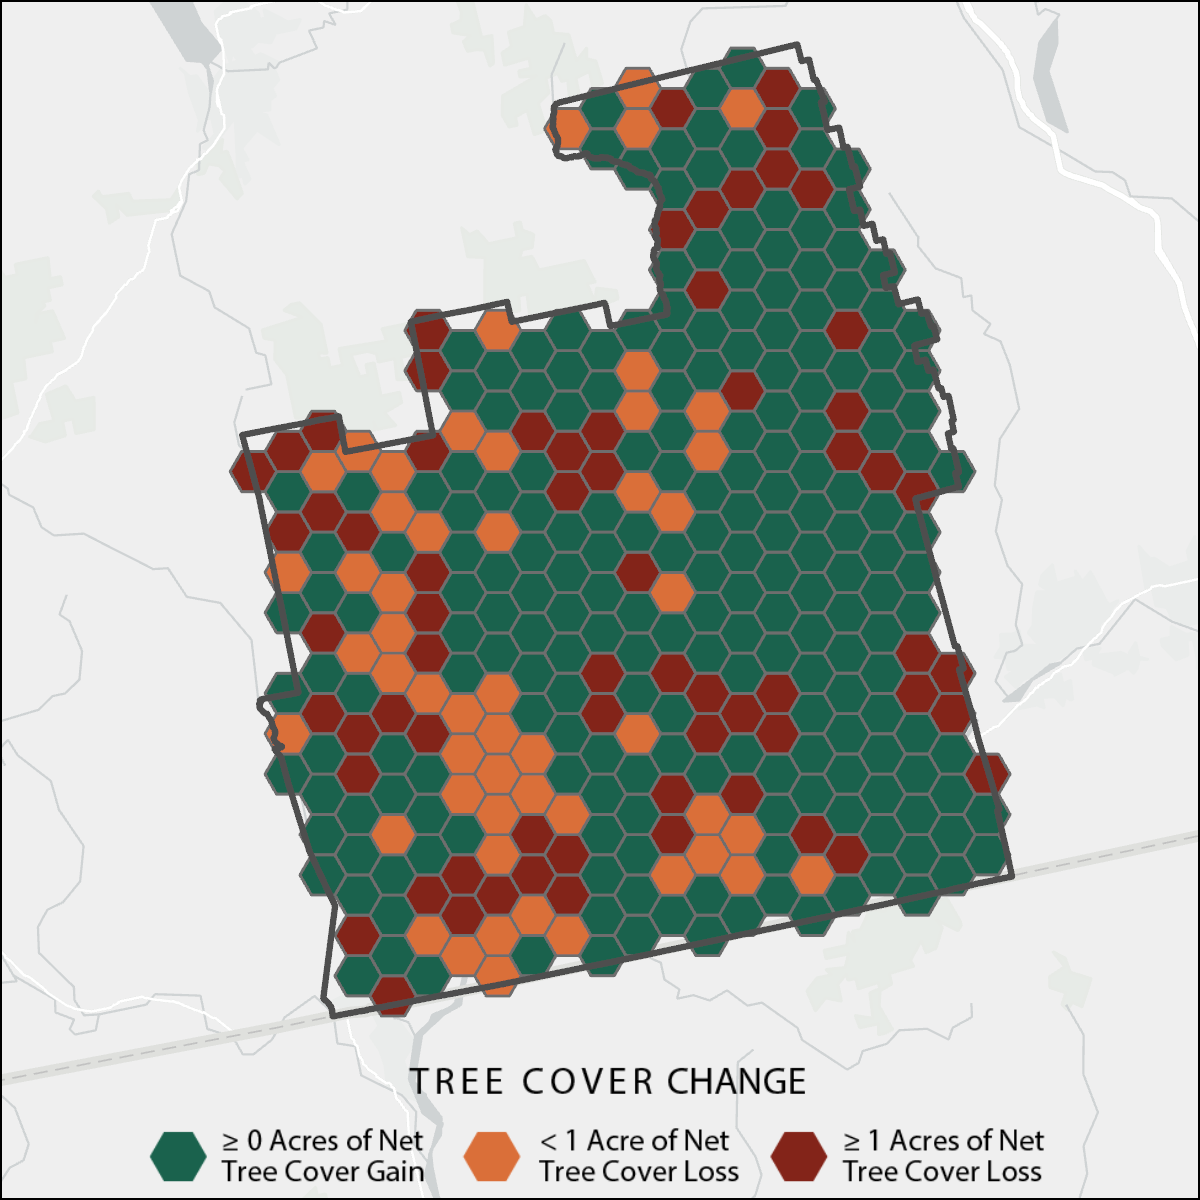 TREE COVER CHANGE
≥ 0 Acres of Net
Tree Cover Gain
< 1 Acre of Net
Tree Cover Loss
≥ 1 Acres of Net
Tree Cover Loss